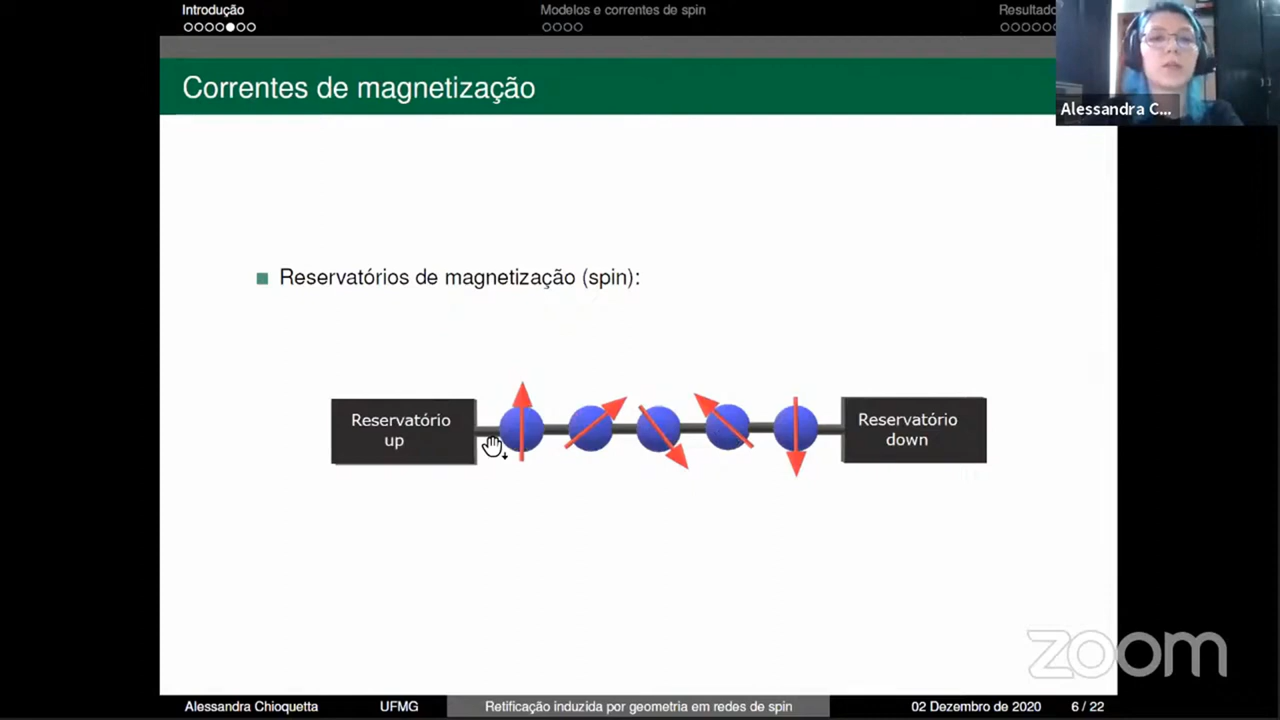 Introdução
Modelos e correntes de spin
Correntes de magnetização
Alessandra C...
Reservatórios de magnetização (spin):
Reservatório
up
Reservatório
down
zoom
Alessandra Chioquetta
UFMG
Retificação induzida por geometria em redes de spin
02 Dezembro de 2020
6 / 22